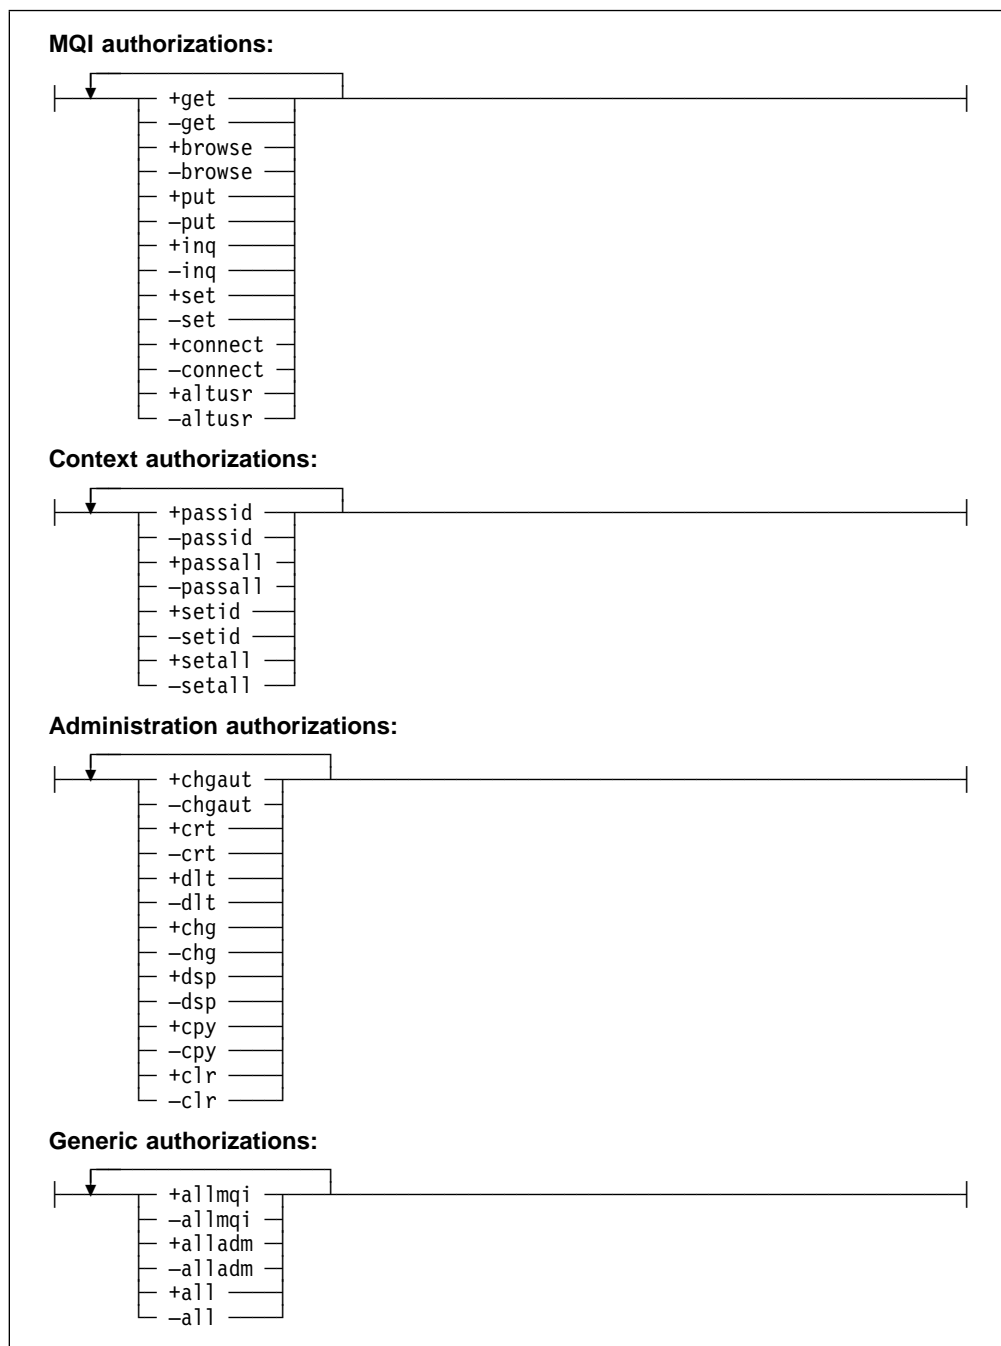 MQI authorizations:
+get
–get
+browse
–browse
+put
–put
+inq
–inq
+set
–set
+connect
–connect
+altusr
–altusr
Context authorizations:
+passid
–passid
+passall
–passall
+setid
–setid
+setall
–setall
Administration authorizations:
+chgaut
–chgaut
+crt
–crt
+dlt
–dlt
+chg
–chg
+dsp
–dsp
+cpy
–cpy
+clr
–clr
Generic authorizations:
+allmqi
–allmqi
+alladm
–alladm
+all
–all